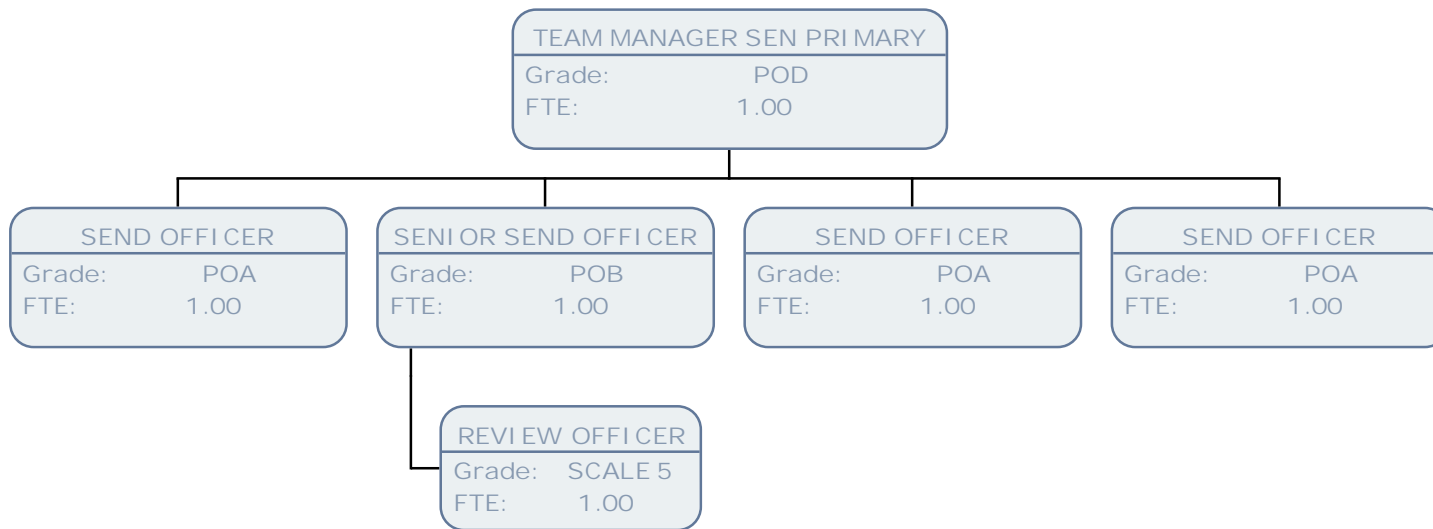 TEAM MANAGER SEN PRIMARY
Grade: POD
FTE: 1.00
SEND OFFICER
Grade: POA
FTE: 1.00
SENIOR SEND OFFICER
Grade: POB
FTE: 1.00
SEND OFFICER
Grade: POA
FTE: 1.00
SEND OFFICER
Grade: POA
FTE: 1.00
REVIEW OFFICER
Grade: SCALE 5
FTE: 1.00